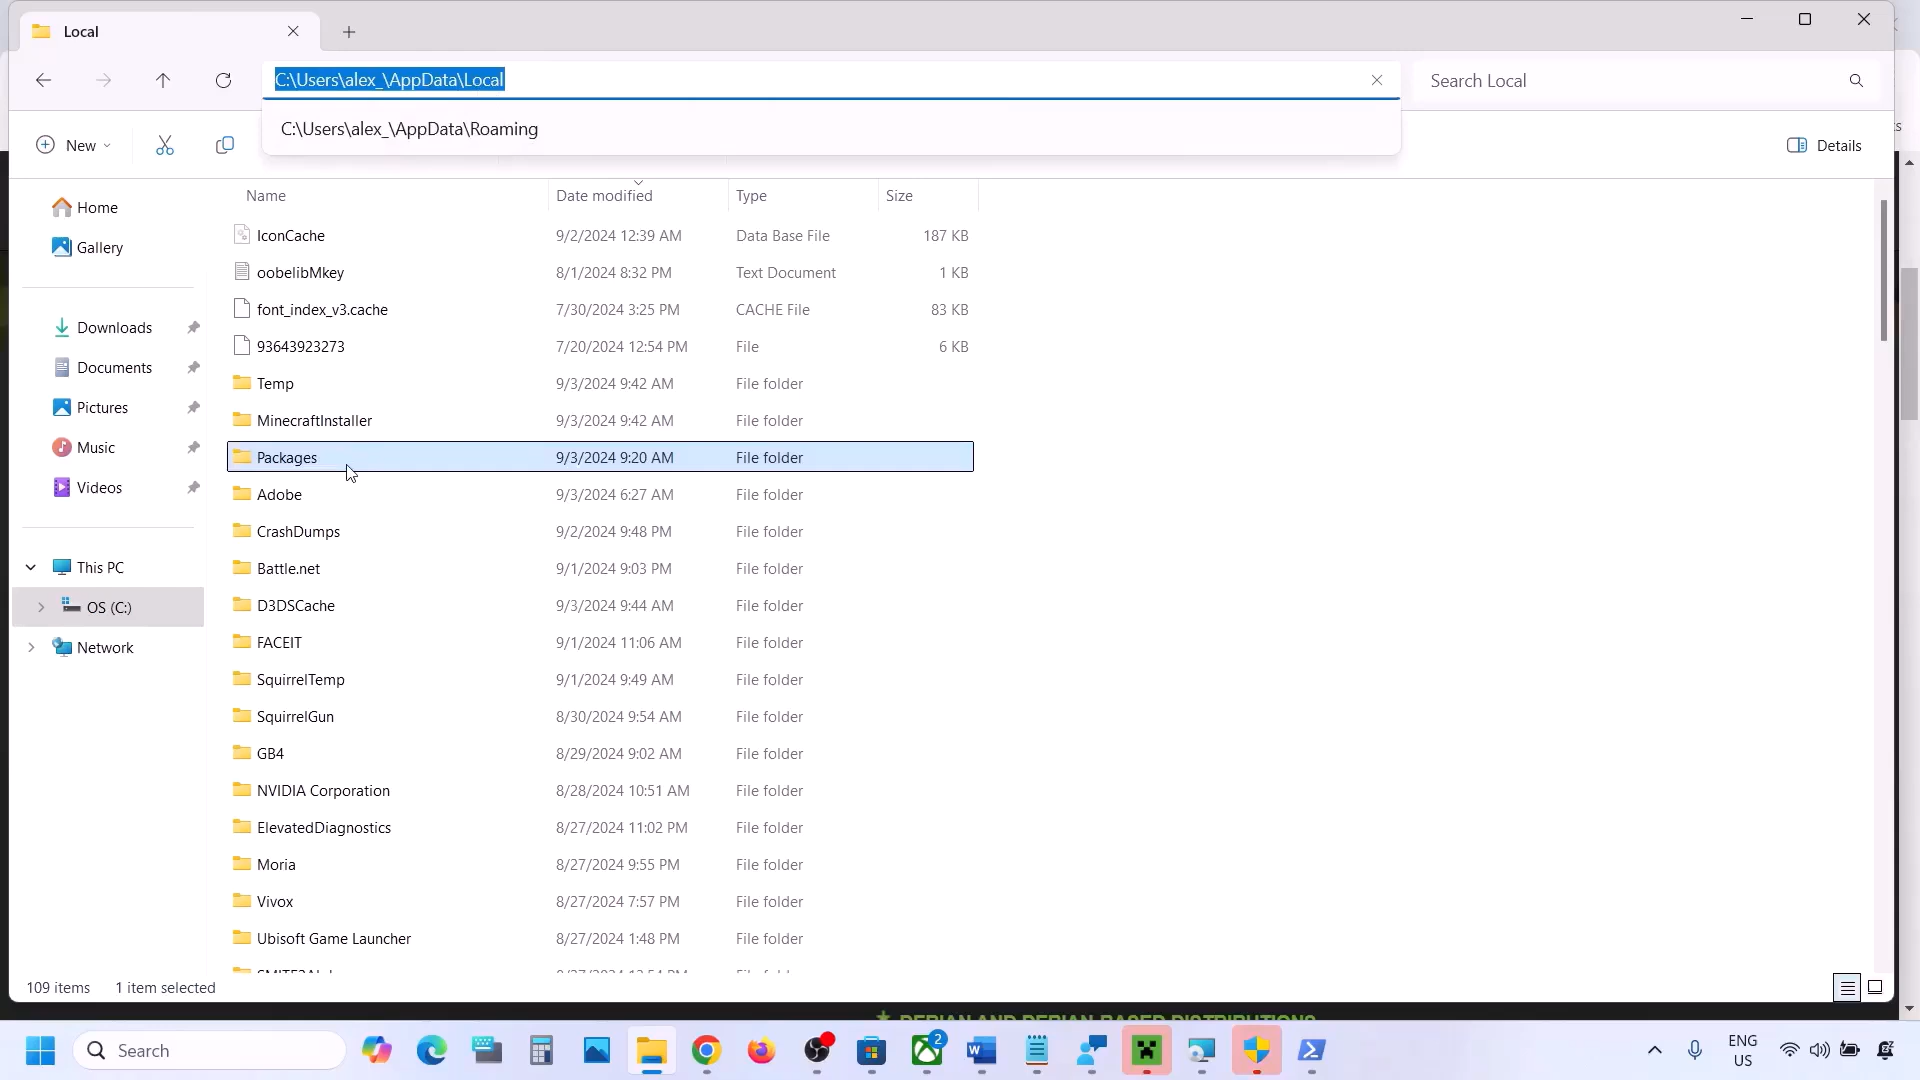 Local
C:\Users\alex_\AppData\Local
Search Local
C:\Users\alex_\AppData\Roaming
New
Details
Name Date modified Type Size
Home
Gallery
Downloads
Documents
Pictures
Music
Videos
This PC
OS (C:)
Network
IconCache 9/2/2024 12:39 AM Data Base File 187 KB
oobelibMkey 8/1/2024 8:32 PM Text Document 1 KB
font_index_v3.cache 7/30/2024 3:25 PM CACHE File 83 KB
93643923273 7/20/2024 12:54 PM File 6 KB
Temp 9/3/2024 9:42 AM File folder
MinecraftInstaller 9/3/2024 9:42 AM File folder
Packages 9/3/2024 9:20 AM File folder
Adobe 9/3/2024 6:27 AM File folder
CrashDumps 9/2/2024 9:48 PM File folder
Battle.net 9/1/2024 9:03 PM File folder
D3DSCache 9/3/2024 9:44 AM File folder
FACEIT 9/1/2024 11:06 AM File folder
SquirrelTemp 9/1/2024 9:49 AM File folder
SquirrelGun 8/30/2024 9:54 AM File folder
GB4 8/29/2024 9:02 AM File folder
NVIDIA Corporation 8/28/2024 10:51 AM File folder
ElevatedDiagnostics 8/27/2024 11:02 PM File folder
Moria 8/27/2024 9:55 PM File folder
Vivox 8/27/2024 7:57 PM File folder
Ubisoft Game Launcher 8/27/2024 1:48 PM File folder
109 items 1 item selected
DEBIAN AND DEBIAN BASED DISTRIBUTIONS
Search
2
ENG
US